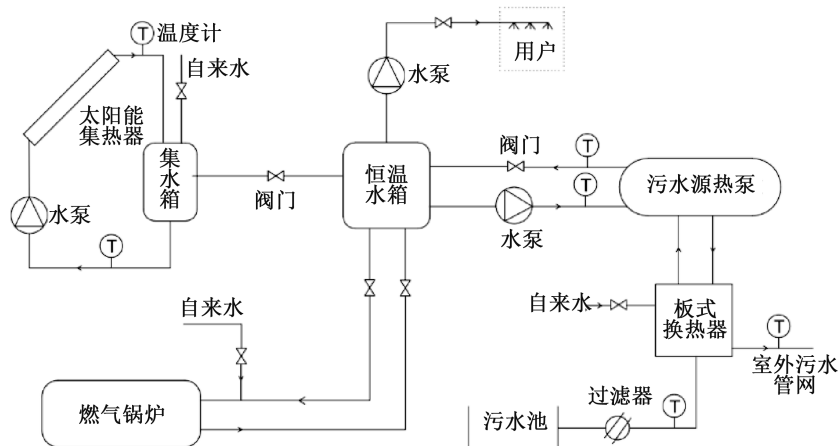 T 温度计
自来水
太阳能
集热器
集
水
箱
水泵
T
阀门
水泵
用户
恒温
水箱
阀门
T
T
水泵
污水源热泵
自来水
板式
换热器
T
室外污水
管网
自来水
燃气锅炉
污水池
过滤器
T